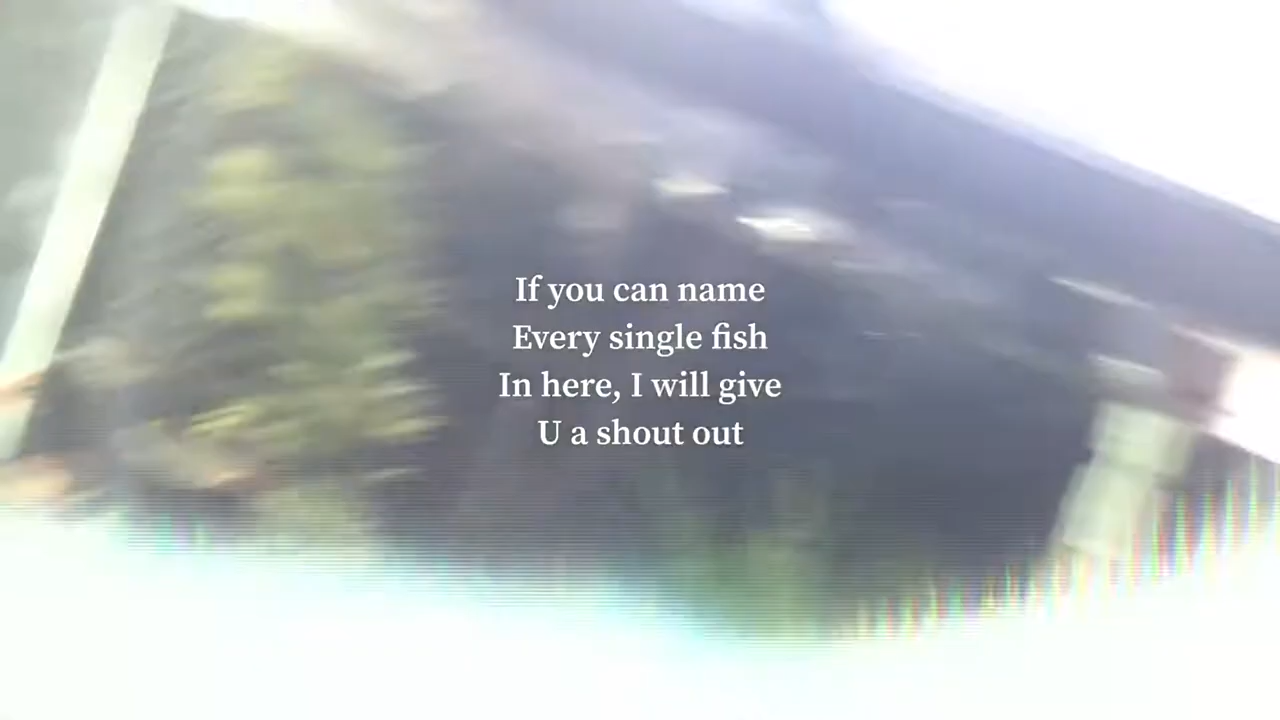 If you can name
Every single fish
In here, I will give
U a shout out